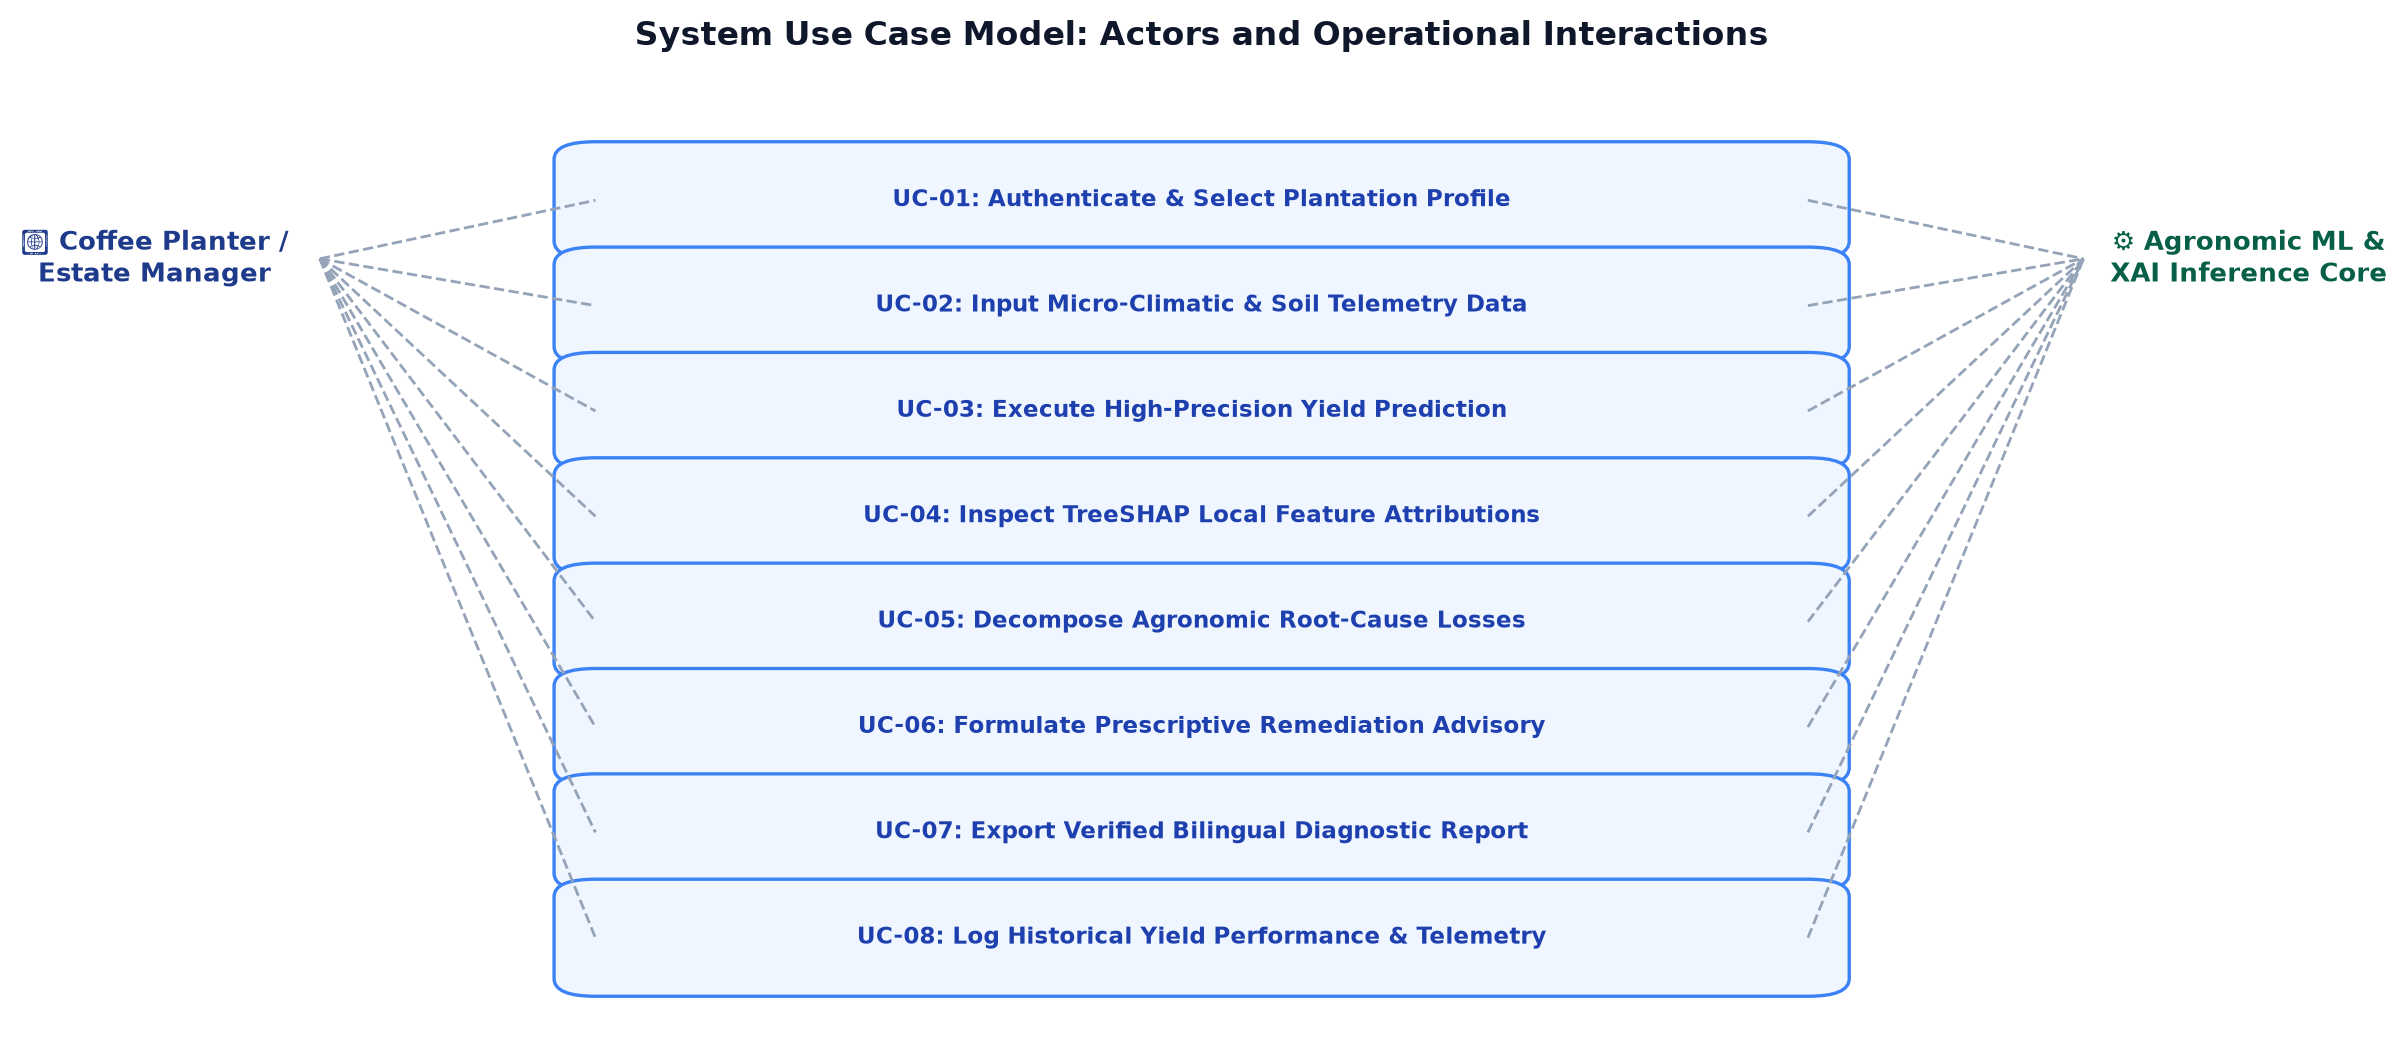 System Use Case Model: Actors and Operational Interactions
UC-01: Authenticate & Select Plantation Profile
Coffee Planter /
Estate Manager
⚙ Agronomic ML &
XAI Inference Core
UC-02: Input Micro-Climatic & Soil Telemetry Data
UC-03: Execute High-Precision Yield Prediction
UC-04: Inspect TreeSHAP Local Feature Attributions
UC-05: Decompose Agronomic Root-Cause Losses
UC-06: Formulate Prescriptive Remediation Advisory
UC-07: Export Verified Bilingual Diagnostic Report
UC-08: Log Historical Yield Performance & Telemetry